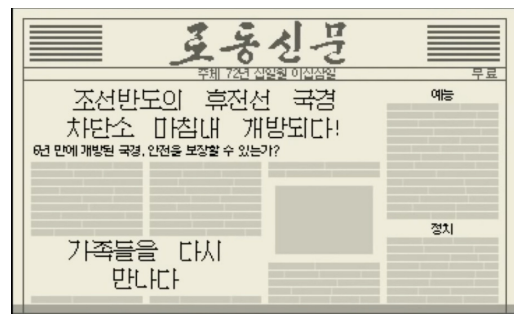 로동신문
주체 72년 십일월 이십삼일
무료
조선반도의 휴전선 국경
차단소 마침내 개방되다!
6년 만에 개방된 국경, 안전을 보장할 수 있는가?
가족들을 다시
만나다
예능
정치